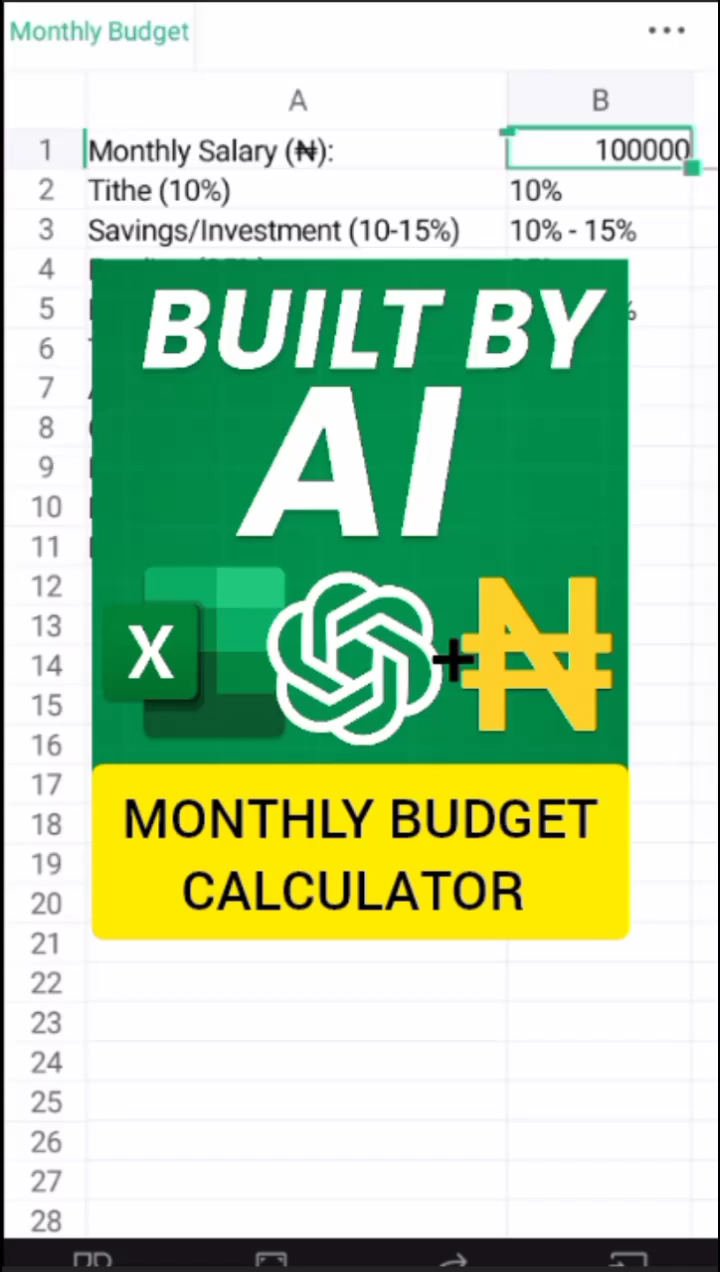 Monthly Budget
A B
1 Monthly Salary (₦): 100000
2 Tithe (10%) 10%
3 Savings/Investment (10-15%) 10% - 15%
4
5 %
6
7
8
9
10
11
12
13
14
15
16
17
18
19
20
21
22
23
24
25
26
27
28
BUILT BY
AI
X
+₦
MONTHLY BUDGET
CALCULATOR